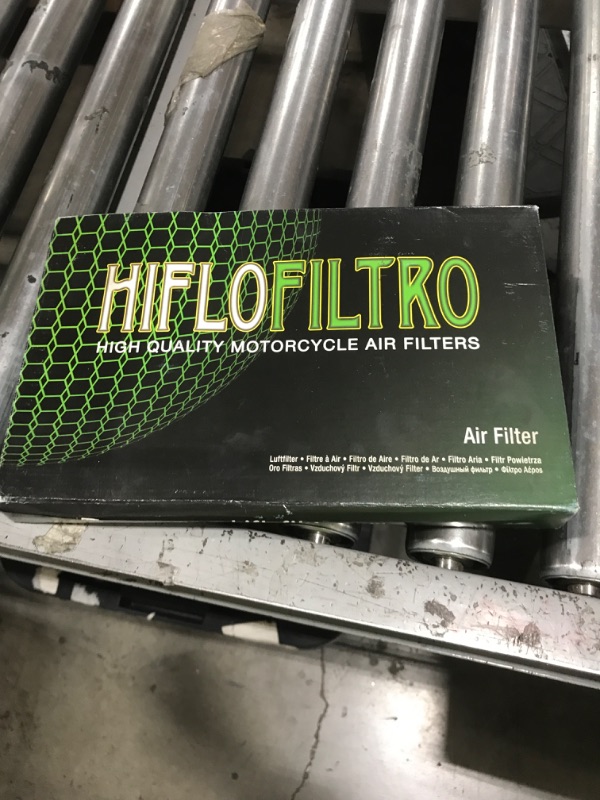 HIFLOFILTRO
HIGH QUALITY MOTORCYCLE AIR FILTERS
Air Filter
Luftfilter • Filtre à Air • Filtro de Aire • Filtro de Ar • Filtro Aria • Filtr Powietrza
Oro Filtras • Vzduchový Filtr • Vzduchový Filter • Воздушный фильтр • Φίλτρο Αέρος